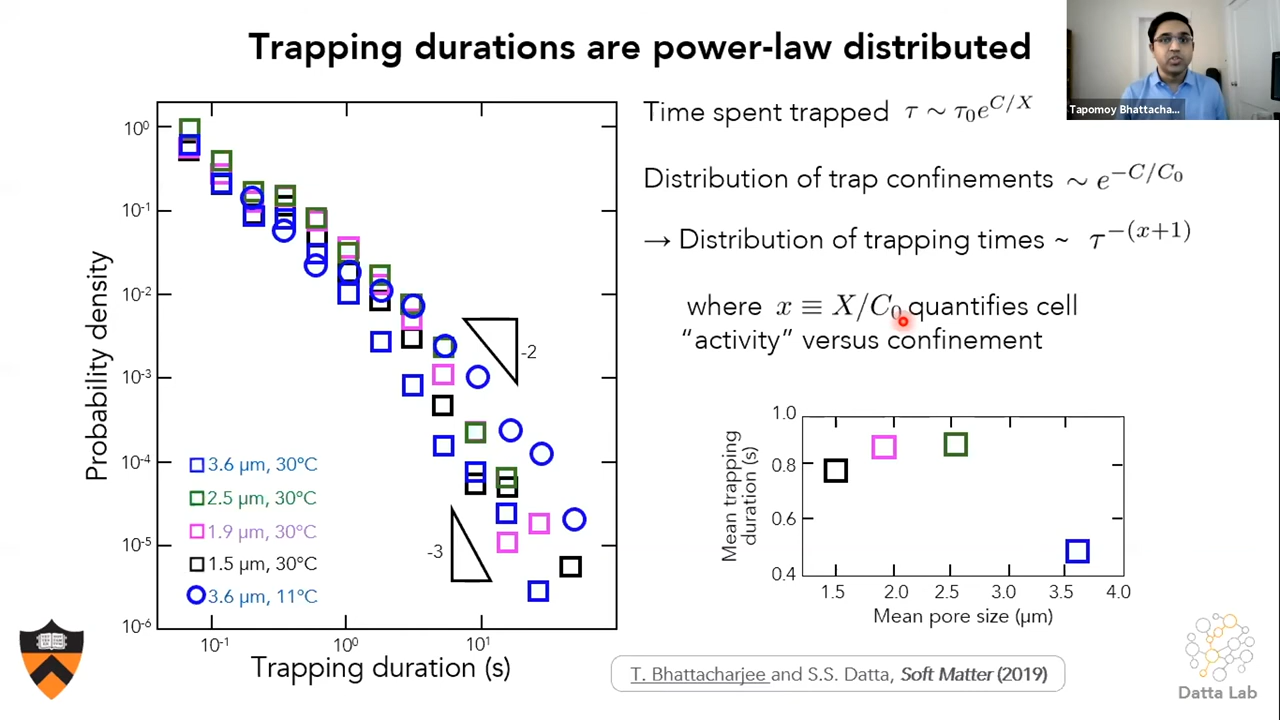 Trapping durations are power-law distributed
Tapomoy Bhattacha...
Time spent trapped τ ∼ τ₀e^{C/X}
Distribution of trap confinements ∼ e^{−C/C₀}
→ Distribution of trapping times ~ τ^{−(x+1)}
where x ≡ X/C₀ quantifies cell
“activity” versus confinement
Probability density
10⁰
10⁻¹
10⁻²
10⁻³
10⁻⁴
10⁻⁵
10⁻⁶
-2
-3
3.6 μm, 30°C
2.5 μm, 30°C
1.9 μm, 30°C
1.5 μm, 30°C
3.6 μm, 11°C
10⁻¹ 10⁰ 10¹
Trapping duration (s)
Mean trapping
duration (s)
1.0
0.8
0.6
0.4
1.5 2.0 2.5 3.0 3.5 4.0
Mean pore size (μm)
T. Bhattacharjee and S.S. Datta, Soft Matter (2019)
Datta Lab